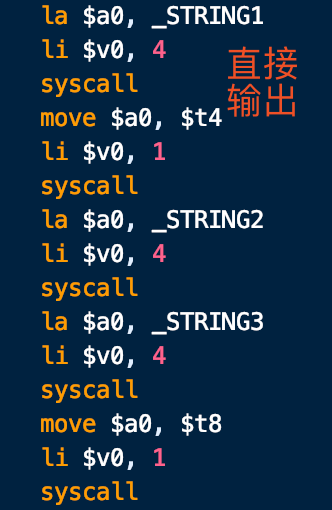 la $a0, _STRING1
li $v0, 4
syscall
move $a0, $t4
li $v0, 1
syscall
la $a0, _STRING2
li $v0, 4
syscall
la $a0, _STRING3
li $v0, 4
syscall
move $a0, $t8
li $v0, 1
syscall
直接
输出